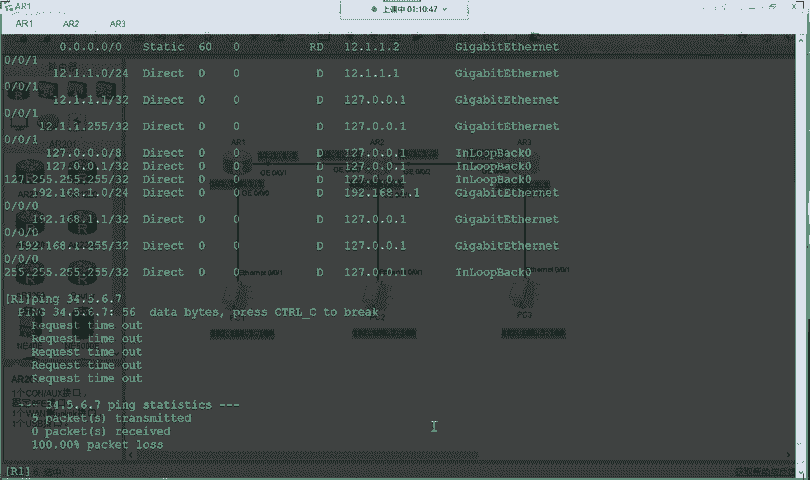 AR1
上课中 01:10:47
AR1 AR2 AR3
0.0.0.0/0 Static 60 0 RD 12.1.1.2 GigabitEthernet
0/0/1
12.1.1.0/24 Direct 0 0 D 12.1.1.1 GigabitEthernet
0/0/1
12.1.1.1/32 Direct 0 0 D 127.0.0.1 GigabitEthernet
0/0/1
12.1.1.255/32 Direct 0 0 D 127.0.0.1 GigabitEthernet
0/0/1
127.0.0.0/8 Direct 0 0 D 127.0.0.1 InLoopBack0
127.0.0.1/32 Direct 0 0 D 127.0.0.1 InLoopBack0
127.255.255.255/32 Direct 0 0 D 127.0.0.1 InLoopBack0
192.168.1.0/24 Direct 0 0 D 192.168.1.1 GigabitEthernet
0/0/0
192.168.1.1/32 Direct 0 0 D 127.0.0.1 GigabitEthernet
0/0/0
192.168.1.255/32 Direct 0 0 D 127.0.0.1 GigabitEthernet
0/0/0
255.255.255.255/32 Direct 0 0 D 127.0.0.1 InLoopBack0
[R1]ping 34.5.6.7
PING 34.5.6.7: 56 data bytes, press CTRL_C to break
Request time out
Request time out
Request time out
Request time out
Request time out
--- 34.5.6.7 ping statistics ---
5 packet(s) transmitted
0 packet(s) received
100.00% packet loss
[R1]